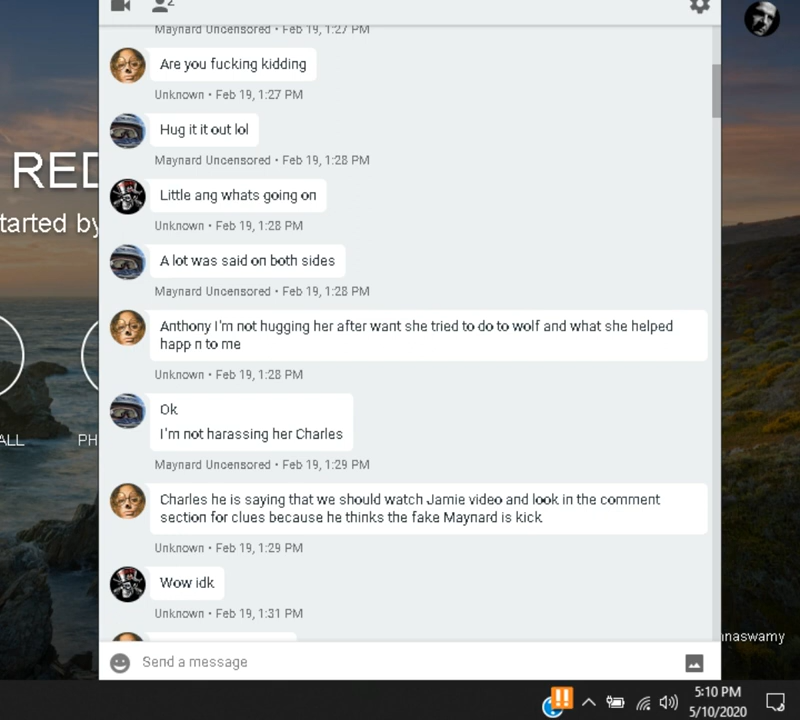 2
Maynard Uncensored • Feb 19, 1:27 PM
Are you fucking kidding
Unknown • Feb 19, 1:27 PM
Hug it it out lol
Maynard Uncensored • Feb 19, 1:28 PM
RED
Little ang whats going on
tarted by
Unknown • Feb 19, 1:28 PM
A lot was said on both sides
Maynard Uncensored • Feb 19, 1:28 PM
Anthony I'm not hugging her after want she tried to do to wolf and what she helped
happ n to me
Unknown • Feb 19, 1:28 PM
Ok
I'm not harassing her Charles
ALL
PH
Maynard Uncensored • Feb 19, 1:29 PM
Charles he is saying that we should watch Jamie video and look in the comment
section for clues because he thinks the fake Maynard is kick
Unknown • Feb 19, 1:29 PM
Wow idk
Unknown • Feb 19, 1:31 PM
nnaswamy
Send a message
5:10 PM
5/10/2020